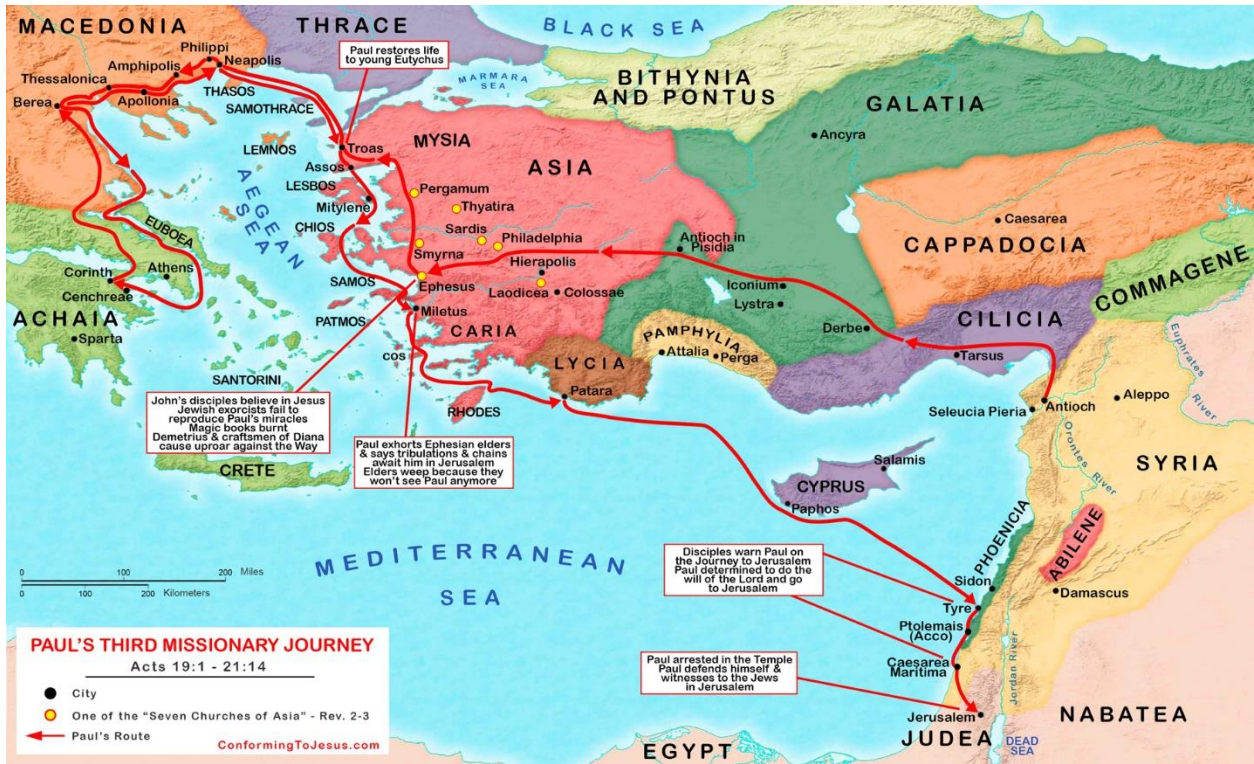 MACEDONIA
THRACE
BLACK SEA
Paul restores life
to young Eutychus
Philippi
Neapolis
Amphipolis
Thessalonica
Berea
Apollonia
THASOS
SAMOTHRACE
MARMARA
SEA
BITHYNIA
AND PONTUS
GALATIA
Ancyra
LEMNOS
Troas
MYSIA
ASIA
Assos
LESBOS
Mitylene
AEGEAN
SEA
Pergamum
Thyatira
Sardis
Philadelphia
Smyrna
CHIOS
EUBOEA
Antioch in
Pisidia
Caesarea
CAPPADOCIA
COMMAGENE
Corinth
Athens
Cenchreae
ACHAIA
Sparta
SAMOS
Ephesus
Hierapolis
Laodicea
Colossae
Iconium
Lystra
Derbe
CILICIA
Tarsus
Euphrates River
PATMOS
Miletus
CARIA
PAMPHYLIA
Attalia
Perga
LYCIA
Patara
COS
SANTORINI
RHODES
Seleucia Pieria
Antioch
Aleppo
Orontes River
SYRIA
John's disciples believe in Jesus
Jewish exorcists fail to
reproduce Paul's miracles
Magic books burnt
Demetrius & craftsmen of Diana
cause uproar against the Way
Paul exhorts Ephesian elders
& says tribulations & chains
await him in Jerusalem
Elders weep because they
won't see Paul anymore
CRETE
Salamis
CYPRUS
Paphos
PHOENICIA
ABILENE
MEDITERRANEAN
SEA
Disciples warn Paul on
the Journey to Jerusalem
Paul determined to do the
will of the Lord and go
to Jerusalem
Sidon
Damascus
Tyre
Ptolemais
(Acco)
Caesarea
Maritima
Jordan River
Paul arrested in the Temple
Paul defends himself &
witnesses to the Jews
in Jerusalem
Jerusalem
JUDEA
DEAD
SEA
NABATEA
EGYPT
0 100 200 Miles
0 100 200 Kilometers
PAUL'S THIRD MISSIONARY JOURNEY
Acts 19:1 - 21:14
City
One of the "Seven Churches of Asia" - Rev. 2-3
Paul's Route
ConformingToJesus.com